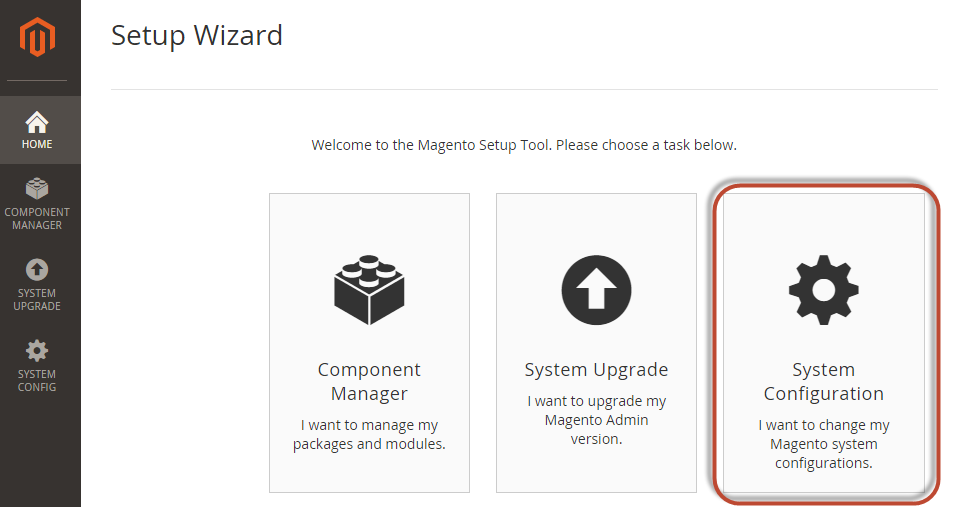 Setup Wizard
HOME
COMPONENT
MANAGER
SYSTEM
UPGRADE
SYSTEM
CONFIG
Welcome to the Magento Setup Tool. Please choose a task below.
Component
Manager
I want to manage my
packages and modules.
System Upgrade
I want to upgrade my
Magento Admin
version.
System
Configuration
I want to change my
Magento system
configurations.